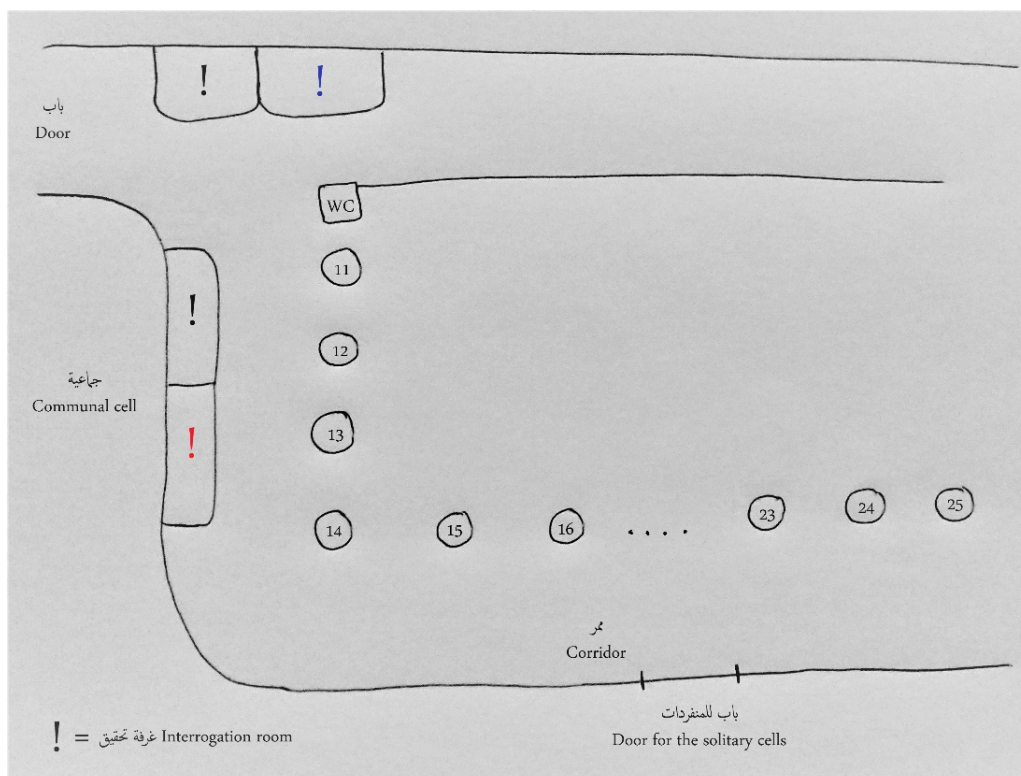 ! !
باب
Door
WC
11
!
12
جماعية
Communal cell
!
13
14 15 16 .... 23 24 25
ممر
Corridor
باب للمنفردات
Door for the solitary cells
! = غرفة تحقيق Interrogation room